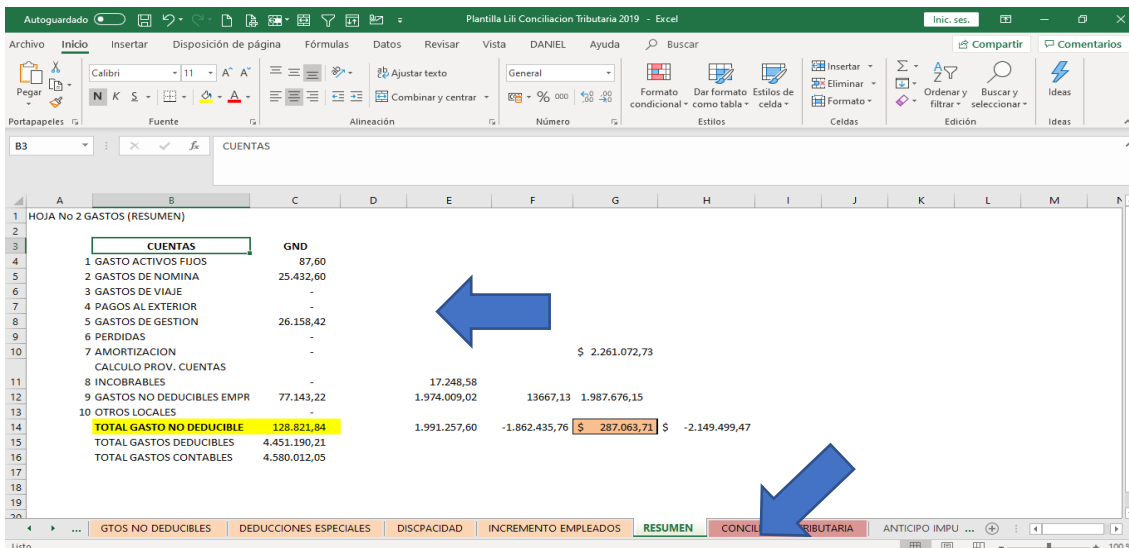 Autoguardado Plantilla Lili Conciliacion Tributaria 2019 - Excel Inic. ses.
Archivo Inicio Insertar Disposición de página Fórmulas Datos Revisar Vista DANIEL Ayuda Buscar Compartir Comentarios
Pegar Calibri 11 A^ A˅ Ajustar texto General Formato condicional Dar formato como tabla Estilos de celda Insertar Eliminar Formato Ordenar y filtrar Buscar y seleccionar Ideas
N K S A Combinar y centrar % 000
Portapapeles Fuente Alineación Número Estilos Celdas Edición Ideas
B3 fx CUENTAS
A B C D E F G H I J K L M
1 HOJA No 2 GASTOS (RESUMEN)
2
3 CUENTAS GND
4 1 GASTO ACTIVOS FIJOS 87,60
5 2 GASTOS DE NOMINA 25.432,60
6 3 GASTOS DE VIAJE -
7 4 PAGOS AL EXTERIOR -
8 5 GASTOS DE GESTION 26.158,42
9 6 PERDIDAS -
10 7 AMORTIZACION - $ 2.261.072,73
CALCULO PROV. CUENTAS
11 8 INCOBRABLES - 17.248,58
12 9 GASTOS NO DEDUCIBLES EMPR 77.143,22 1.974.009,02 13667,13 1.987.676,15
13 10 OTROS LOCALES -
14 TOTAL GASTO NO DEDUCIBLE 128.821,84 1.991.257,60 -1.862.435,76 $ 287.063,71 $ -2.149.499,47
15 TOTAL GASTOS DEDUCIBLES 4.451.190,21
16 TOTAL GASTOS CONTABLES 4.580.012,05
17
18
19
20
... GTOS NO DEDUCIBLES DEDUCCIONES ESPECIALES DISCPACIDAD INCREMENTO EMPLEADOS RESUMEN CONCIL RIBUTARIA ANTICIPO IMPU ...
Listo 100 %